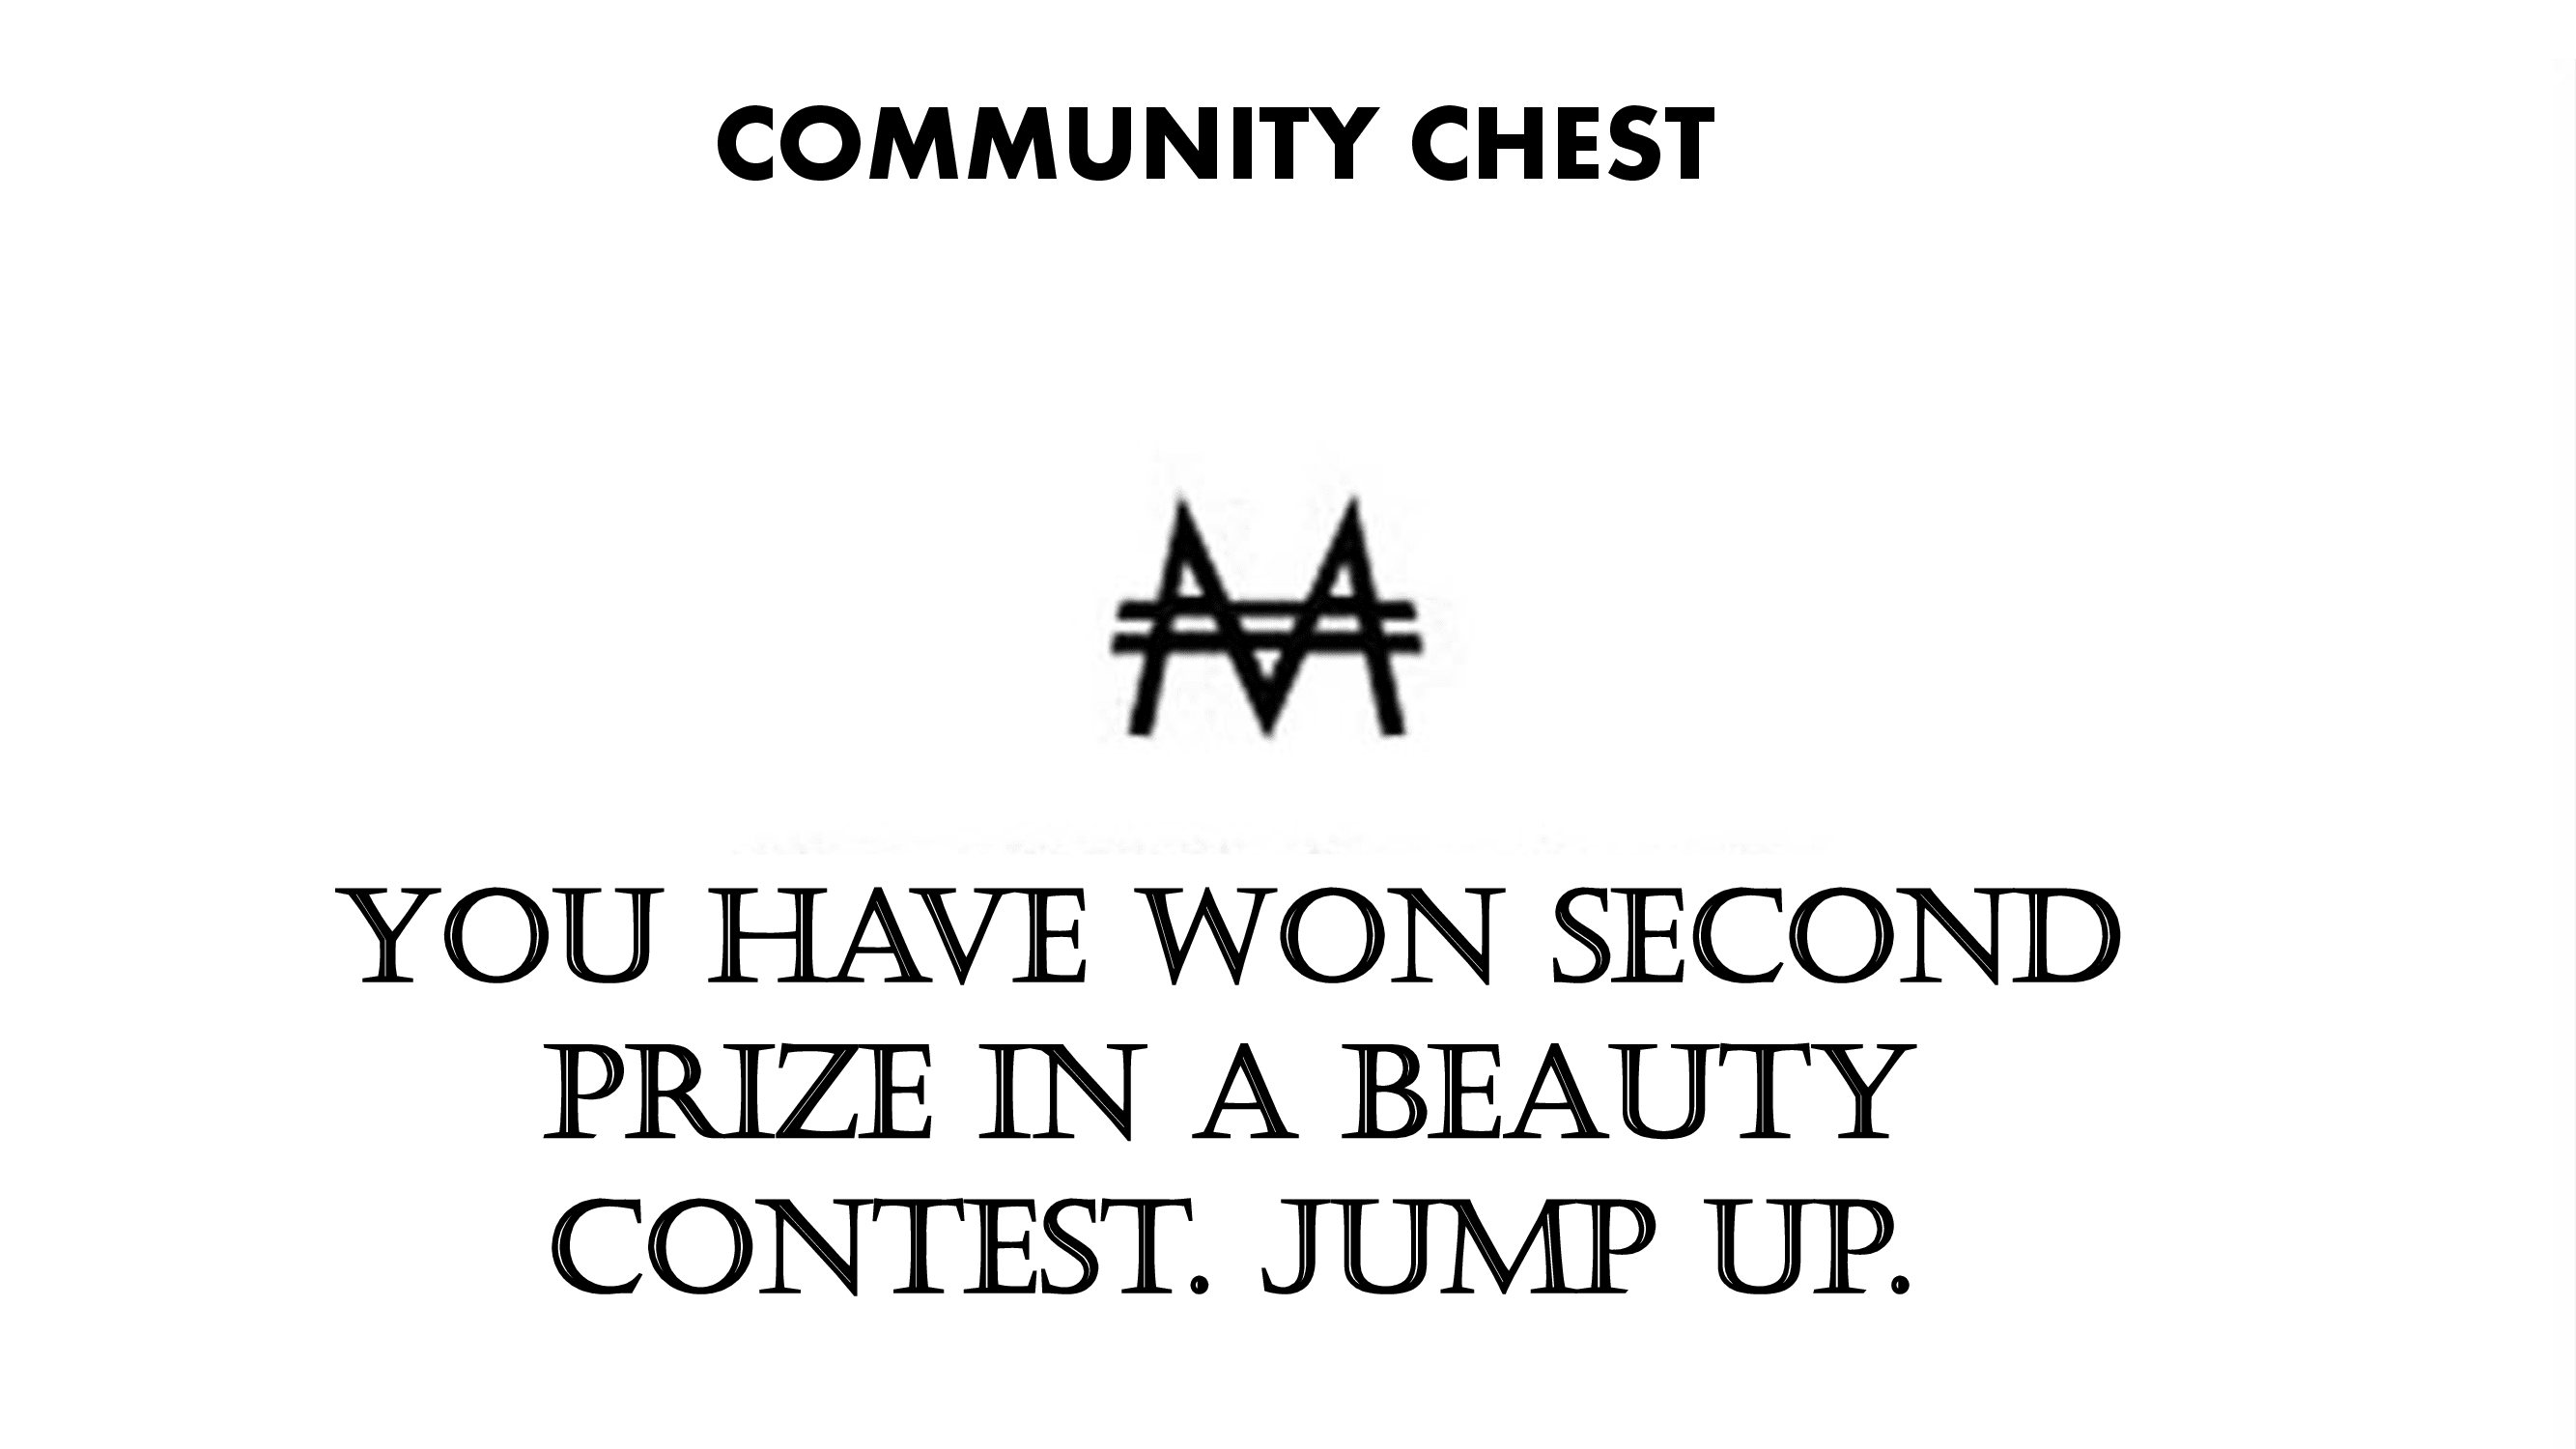 COMMUNITY CHEST
YOU HAVE WON SECOND
PRIZE IN A BEAUTY
CONTEST. JUMP UP.